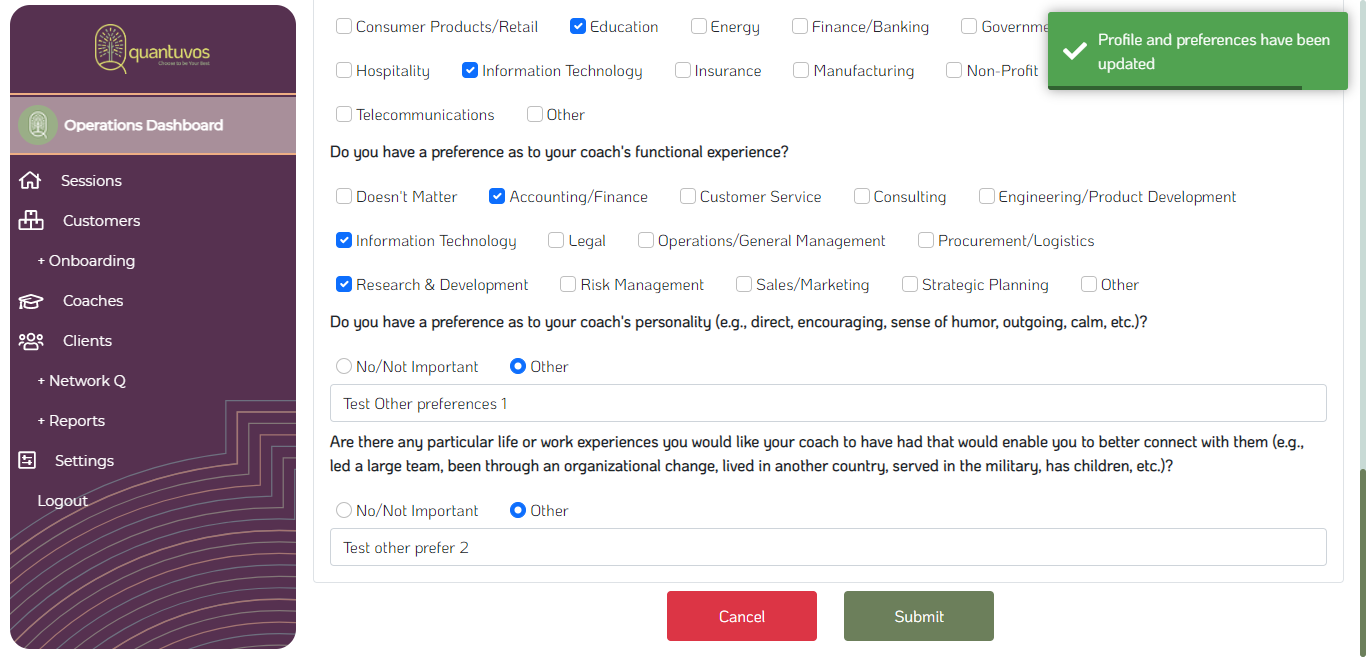 quantuvos
Choose to be Your Best
Operations Dashboard
Sessions
Customers
+ Onboarding
Coaches
Clients
+ Network Q
+ Reports
Settings
Logout
Consumer Products/Retail Education Energy Finance/Banking Governme
Hospitality Information Technology Insurance Manufacturing Non-Profit
Telecommunications Other
Profile and preferences have been
updated
Do you have a preference as to your coach's functional experience?
Doesn't Matter Accounting/Finance Customer Service Consulting Engineering/Product Development
Information Technology Legal Operations/General Management Procurement/Logistics
Research & Development Risk Management Sales/Marketing Strategic Planning Other
Do you have a preference as to your coach's personality (e.g., direct, encouraging, sense of humor, outgoing, calm, etc.)?
No/Not Important Other
Test Other preferences 1
Are there any particular life or work experiences you would like your coach to have had that would enable you to better connect with them (e.g.,
led a large team, been through an organizational change, lived in another country, served in the military, has children, etc.)?
No/Not Important Other
Test other prefer 2
Cancel Submit